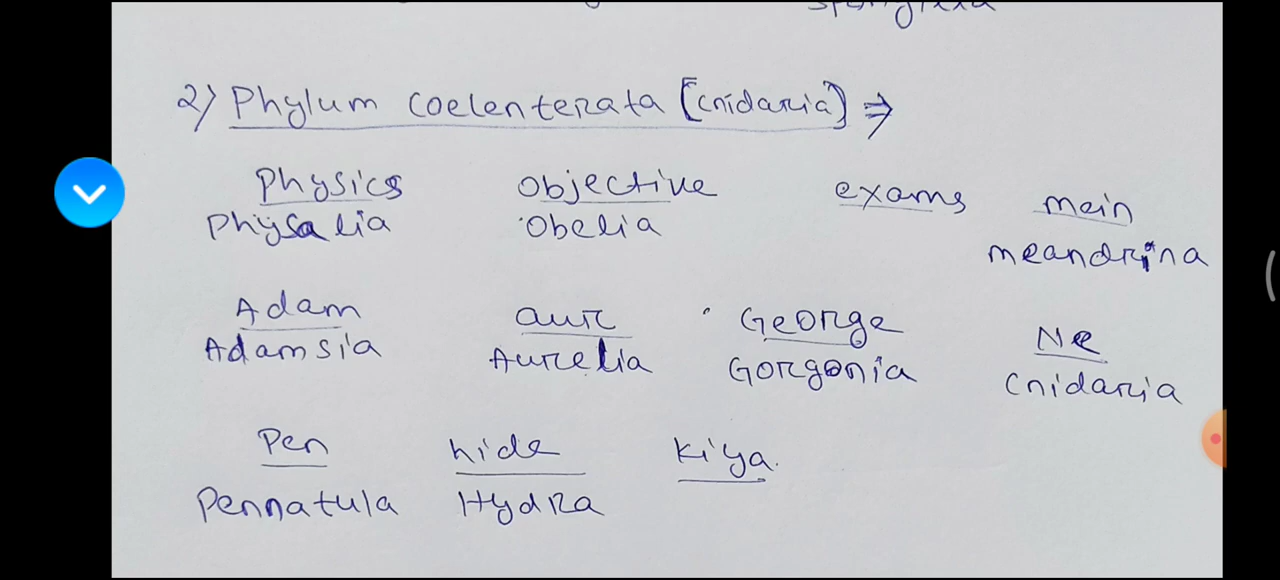 2) Phylum Coelenterata [Cnidaria] ⇒
Physics Objective exams mein
Physalia Obelia meandrina
Adam aur George Ne
Adamsia Aurelia Gorgonia Cnidaria
Pen hide Kiya.
Pennatula Hydra